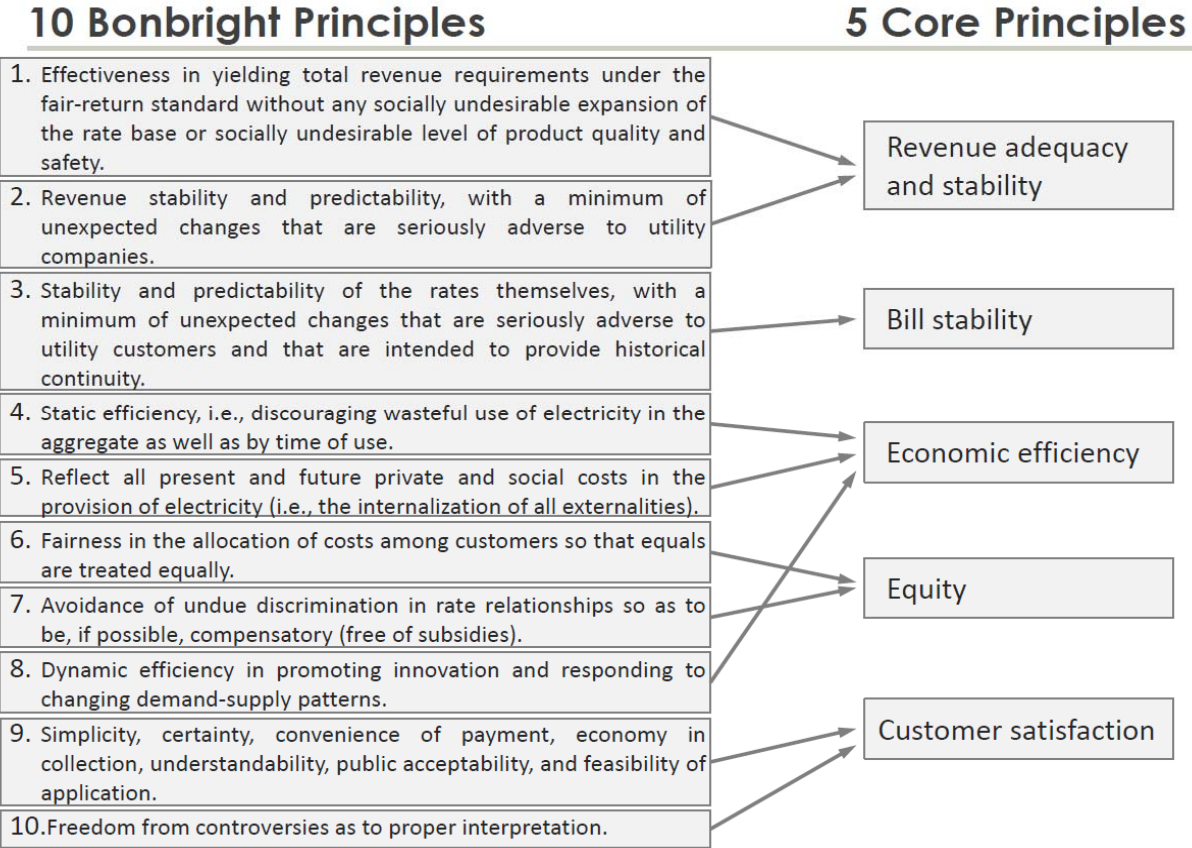 10 Bonbright Principles
5 Core Principles
1. Effectiveness in yielding total revenue requirements under the
fair-return standard without any socially undesirable expansion of
the rate base or socially undesirable level of product quality and
safety.
2. Revenue stability and predictability, with a minimum of
unexpected changes that are seriously adverse to utility
companies.
3. Stability and predictability of the rates themselves, with a
minimum of unexpected changes that are seriously adverse to
utility customers and that are intended to provide historical
continuity.
4. Static efficiency, i.e., discouraging wasteful use of electricity in the
aggregate as well as by time of use.
5. Reflect all present and future private and social costs in the
provision of electricity (i.e., the internalization of all externalities).
6. Fairness in the allocation of costs among customers so that equals
are treated equally.
7. Avoidance of undue discrimination in rate relationships so as to
be, if possible, compensatory (free of subsidies).
8. Dynamic efficiency in promoting innovation and responding to
changing demand-supply patterns.
9. Simplicity, certainty, convenience of payment, economy in
collection, understandability, public acceptability, and feasibility of
application.
10.Freedom from controversies as to proper interpretation.
Revenue adequacy
and stability
Bill stability
Economic efficiency
Equity
Customer satisfaction